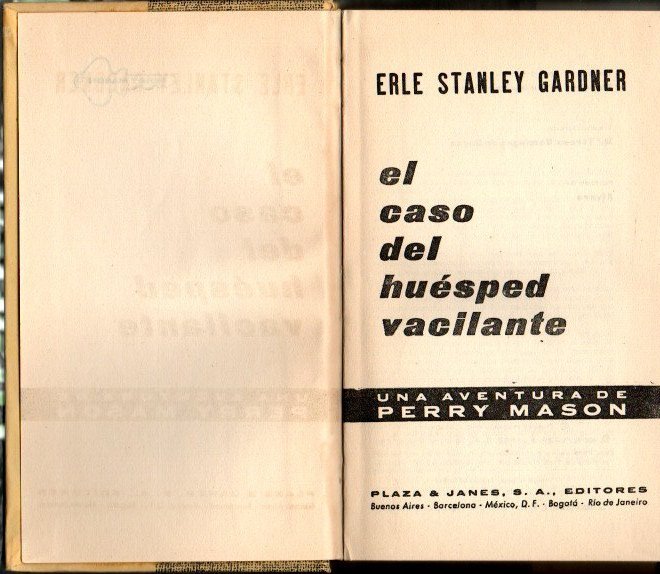 ERLE STANLEY GARDNER
el
caso
del
huésped
vacilante
UNA AVENTURA DE
PERRY MASON
PLAZA & JANES, S. A., EDITORES
Buenos Aires - Barcelona - México, D. F. - Bogotá - Rio de Janeiro